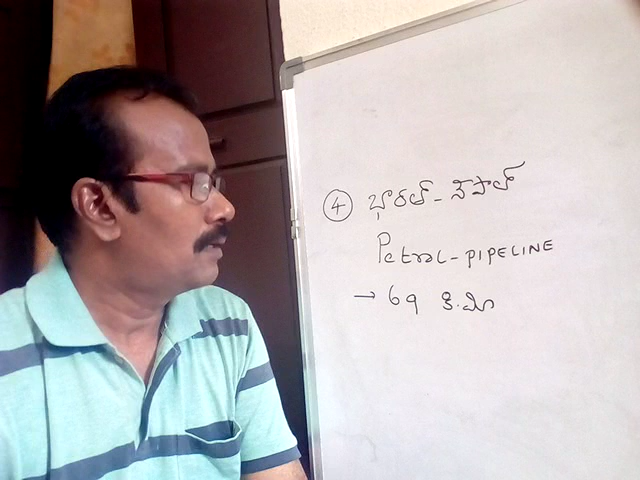 ④ భారత్ - నేపాల్
Petrol - PIPELINE
→ 69 కి.మీ